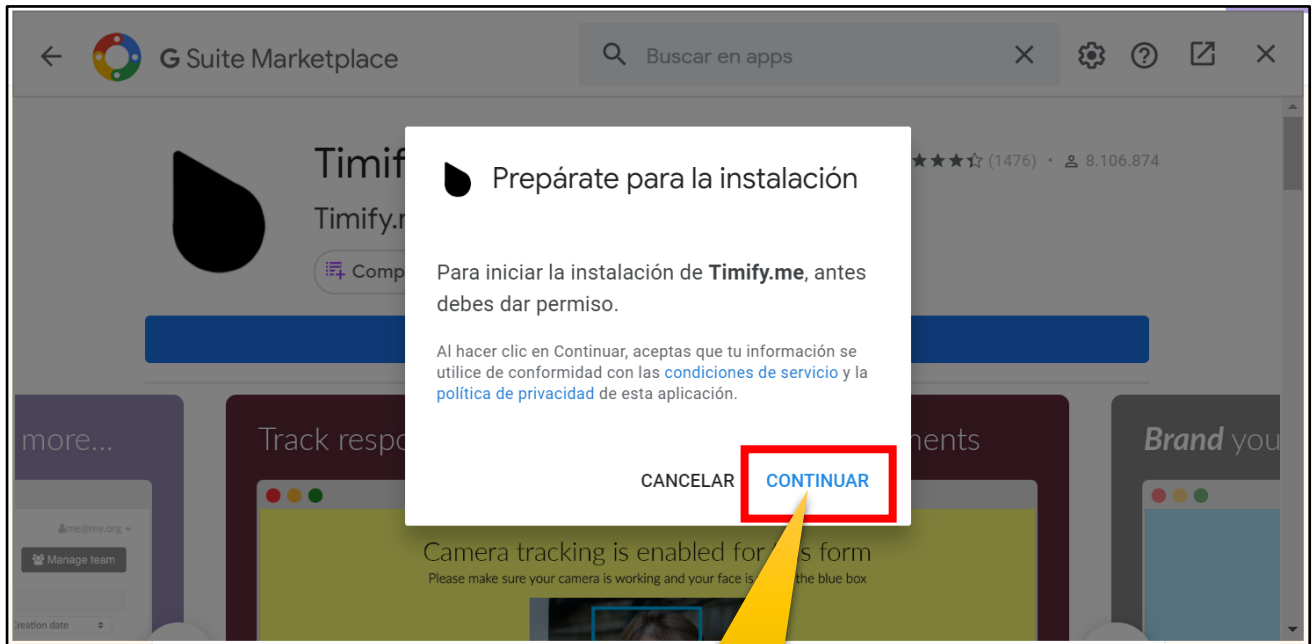 G Suite Marketplace
Buscar en apps
Timif
(1476) · 8.106.874
Timify.
Comp
Prepárate para la instalación
Para iniciar la instalación de Timify.me, antes
debes dar permiso.
Al hacer clic en Continuar, aceptas que tu información se
utilice de conformidad con las condiciones de servicio y la
política de privacidad de esta aplicación.
CANCELAR CONTINUAR
more...
me@my.org
Manage team
Creation date
Track respo
ments
Camera tracking is enabled for s form
Please make sure your camera is working and your face is the blue box
Brand you